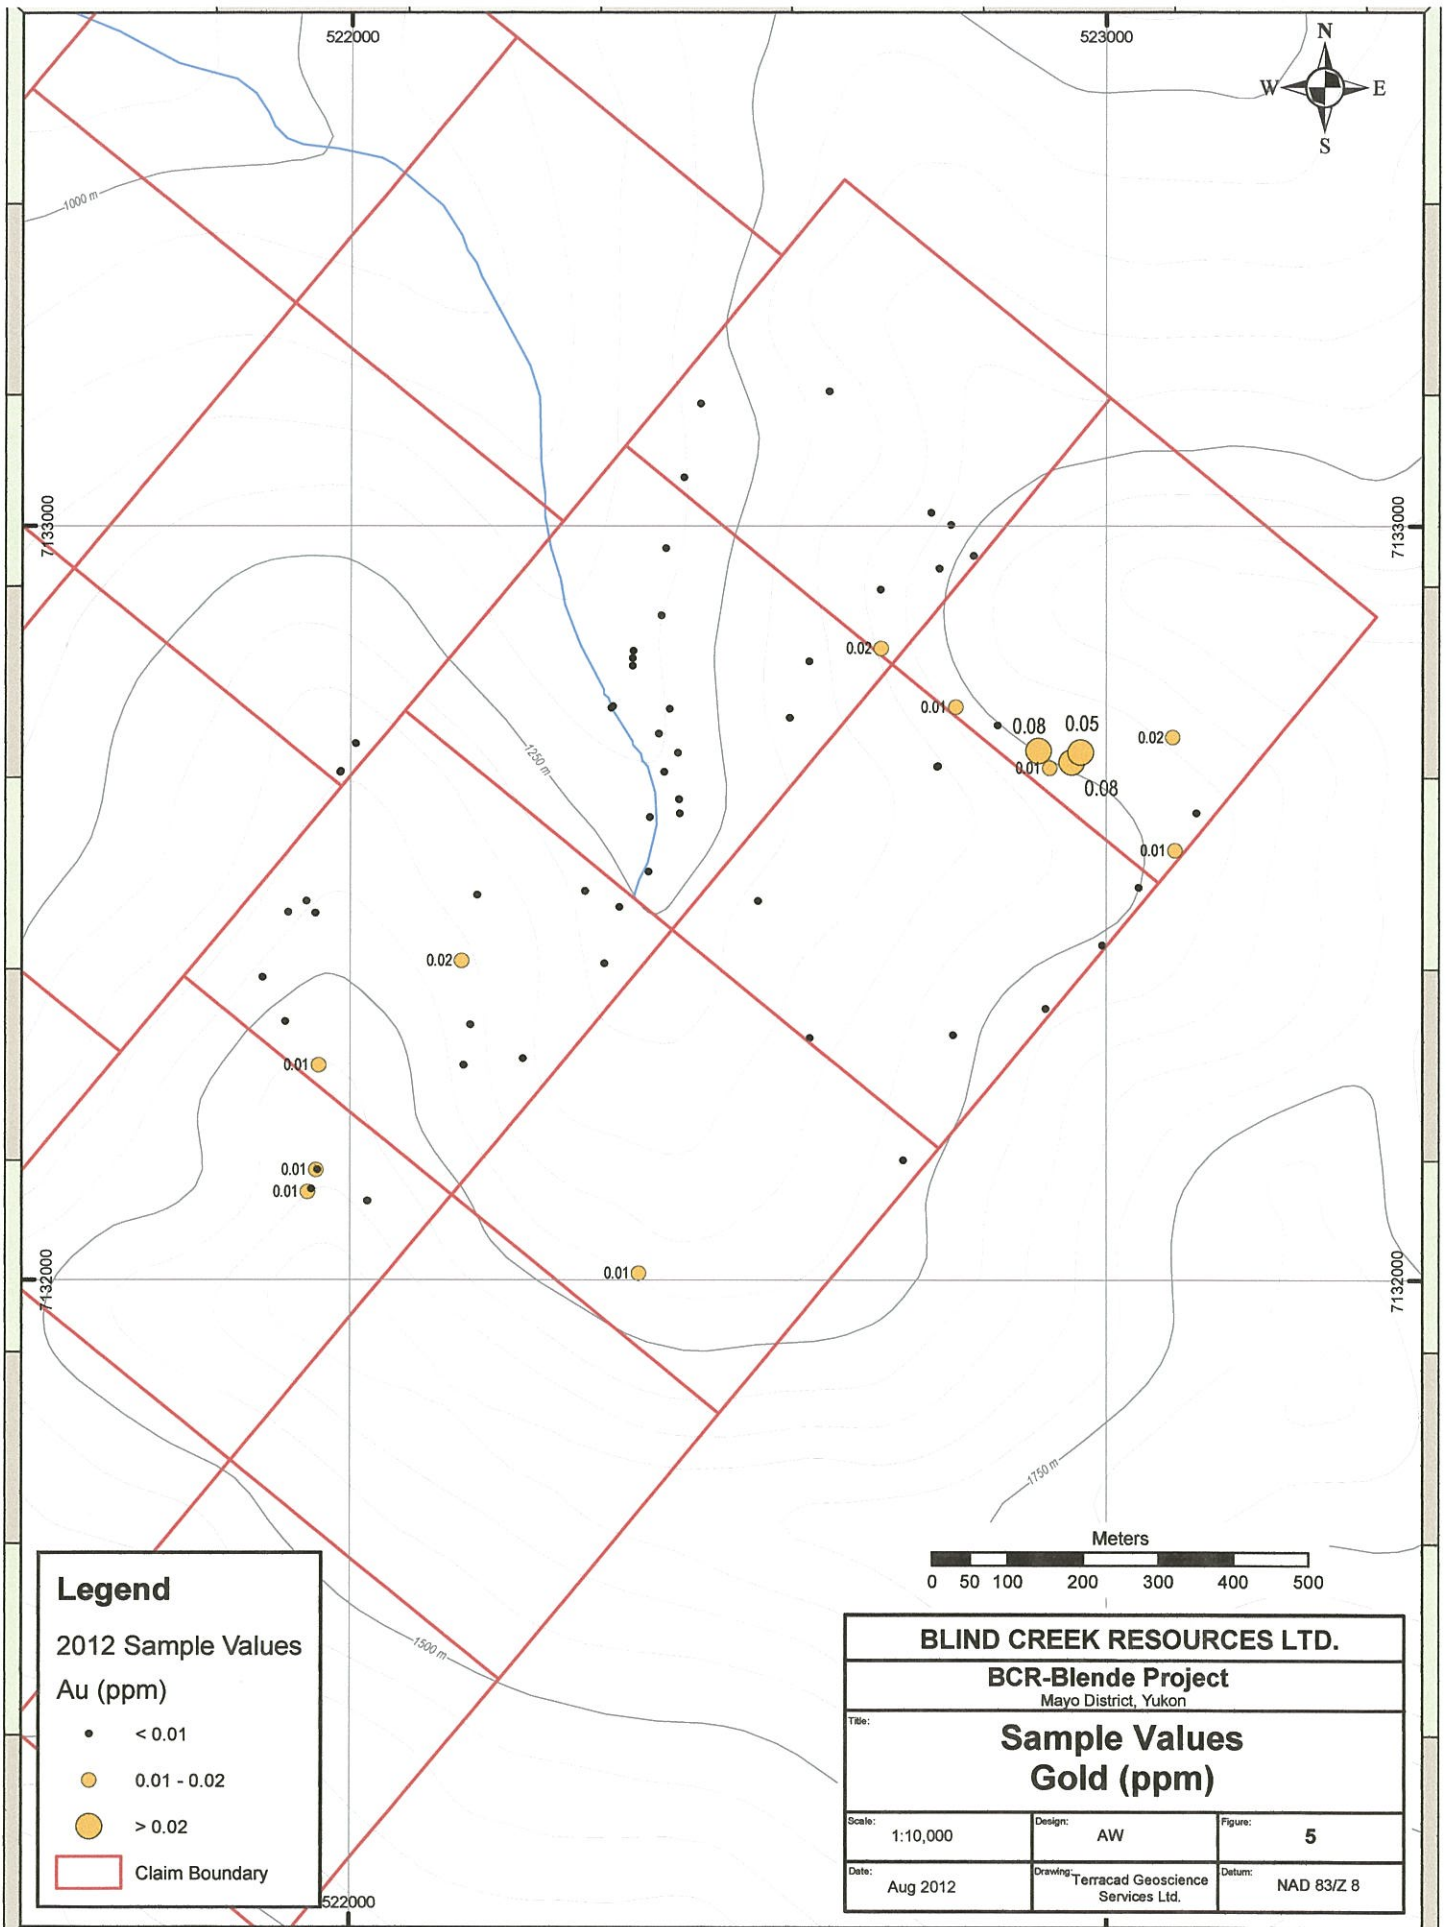 522000
523000
N
W
E
S
1000 m
7133000
7133000
0.02
0.01
0.08
0.05
0.02
0.01
0.08
1250 m
0.01
0.02
0.01
0.01
0.01
0.01
7132000
7132000
1750 m
1500 m
Meters
0 50 100 200 300 400 500
Legend
2012 Sample Values
Au (ppm)
< 0.01
0.01 - 0.02
> 0.02
Claim Boundary
522000
BLIND CREEK RESOURCES LTD.
BCR-Blende Project
Mayo District, Yukon
Title:
Sample Values
Gold (ppm)
Scale:
1:10,000
Design:
AW
Figure:
5
Date:
Aug 2012
Drawing:
Terracad Geoscience
Services Ltd.
Datum:
NAD 83/Z 8